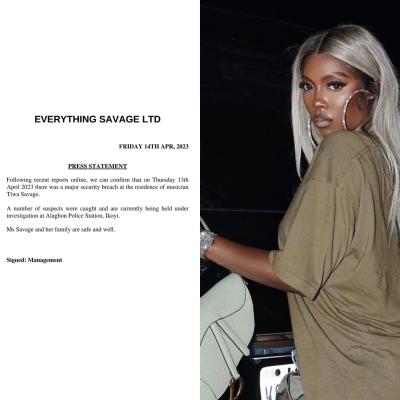 EVERYTHING SAVAGE LTD
FRIDAY 14TH APR, 2023
PRESS STATEMENT
Following recent reports online, we can confirm that on Thursday 13th
April 2023 there was a major security breach at the residence of musician
Tiwa Savage.
A number of suspects were caught and are currently being held under
investigation at Alagbon Police Station, Ikoyi.
Ms Savage and her family are safe and well.
Signed: Management